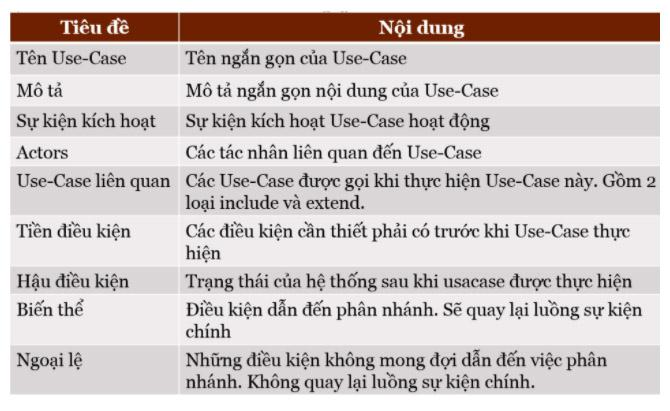 Tiêu đề Nội dung
Tên Use-Case Tên ngắn gọn của Use-Case
Mô tả Mô tả ngắn gọn nội dung của Use-Case
Sự kiện kích hoạt Sự kiện kích hoạt Use-Case hoạt động
Actors Các tác nhân liên quan đến Use-Case
Use-Case liên quan Các Use-Case được gọi khi thực hiện Use-Case này. Gồm 2
loại include và extend.
Tiền điều kiện Các điều kiện cần thiết phải có trước khi Use-Case thực
hiện
Hậu điều kiện Trạng thái của hệ thống sau khi usacase được thực hiện
Biến thể Điều kiện dẫn đến phân nhánh. Sẽ quay lại luồng sự kiện
chính
Ngoại lệ Những điều kiện không mong đợi dẫn đến việc phân
nhánh. Không quay lại luồng sự kiện chính.